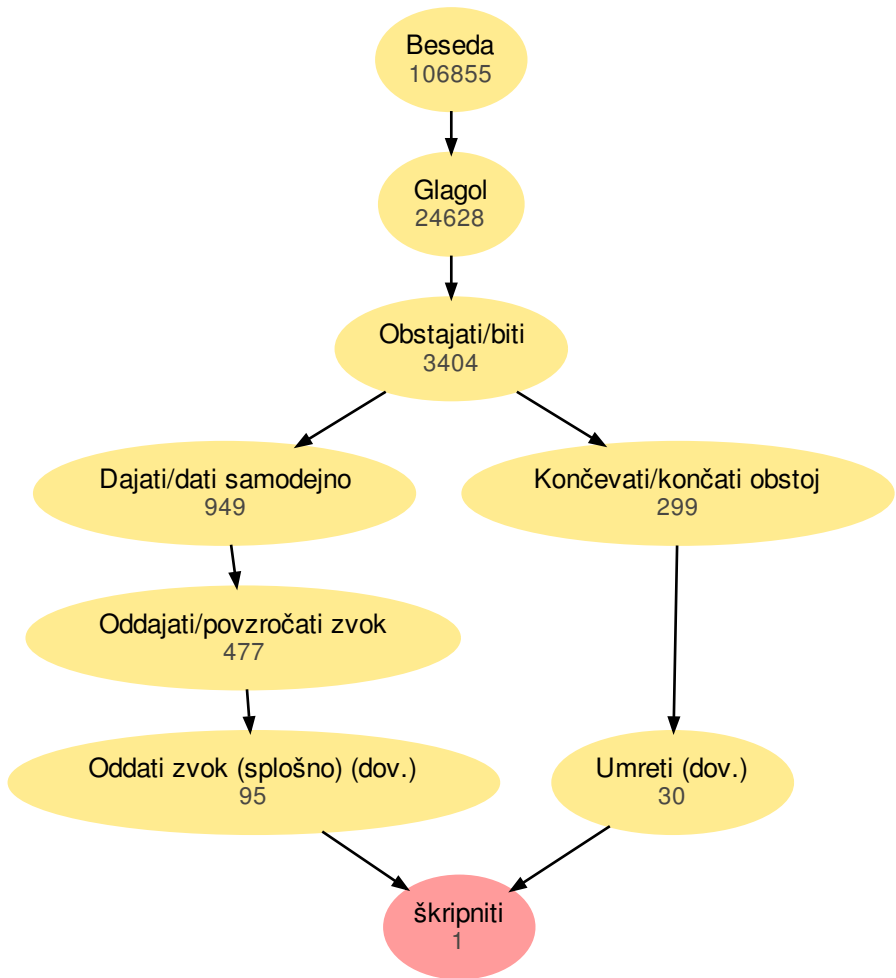 Beseda
106855
Glagol
24628
Obstajati/biti
3404
Dajati/dati samodejno
949
Končevati/končati obstoj
299
Oddajati/povzročati zvok
477
Oddati zvok (splošno) (dov.)
95
Umreti (dov.)
30
škripniti
1